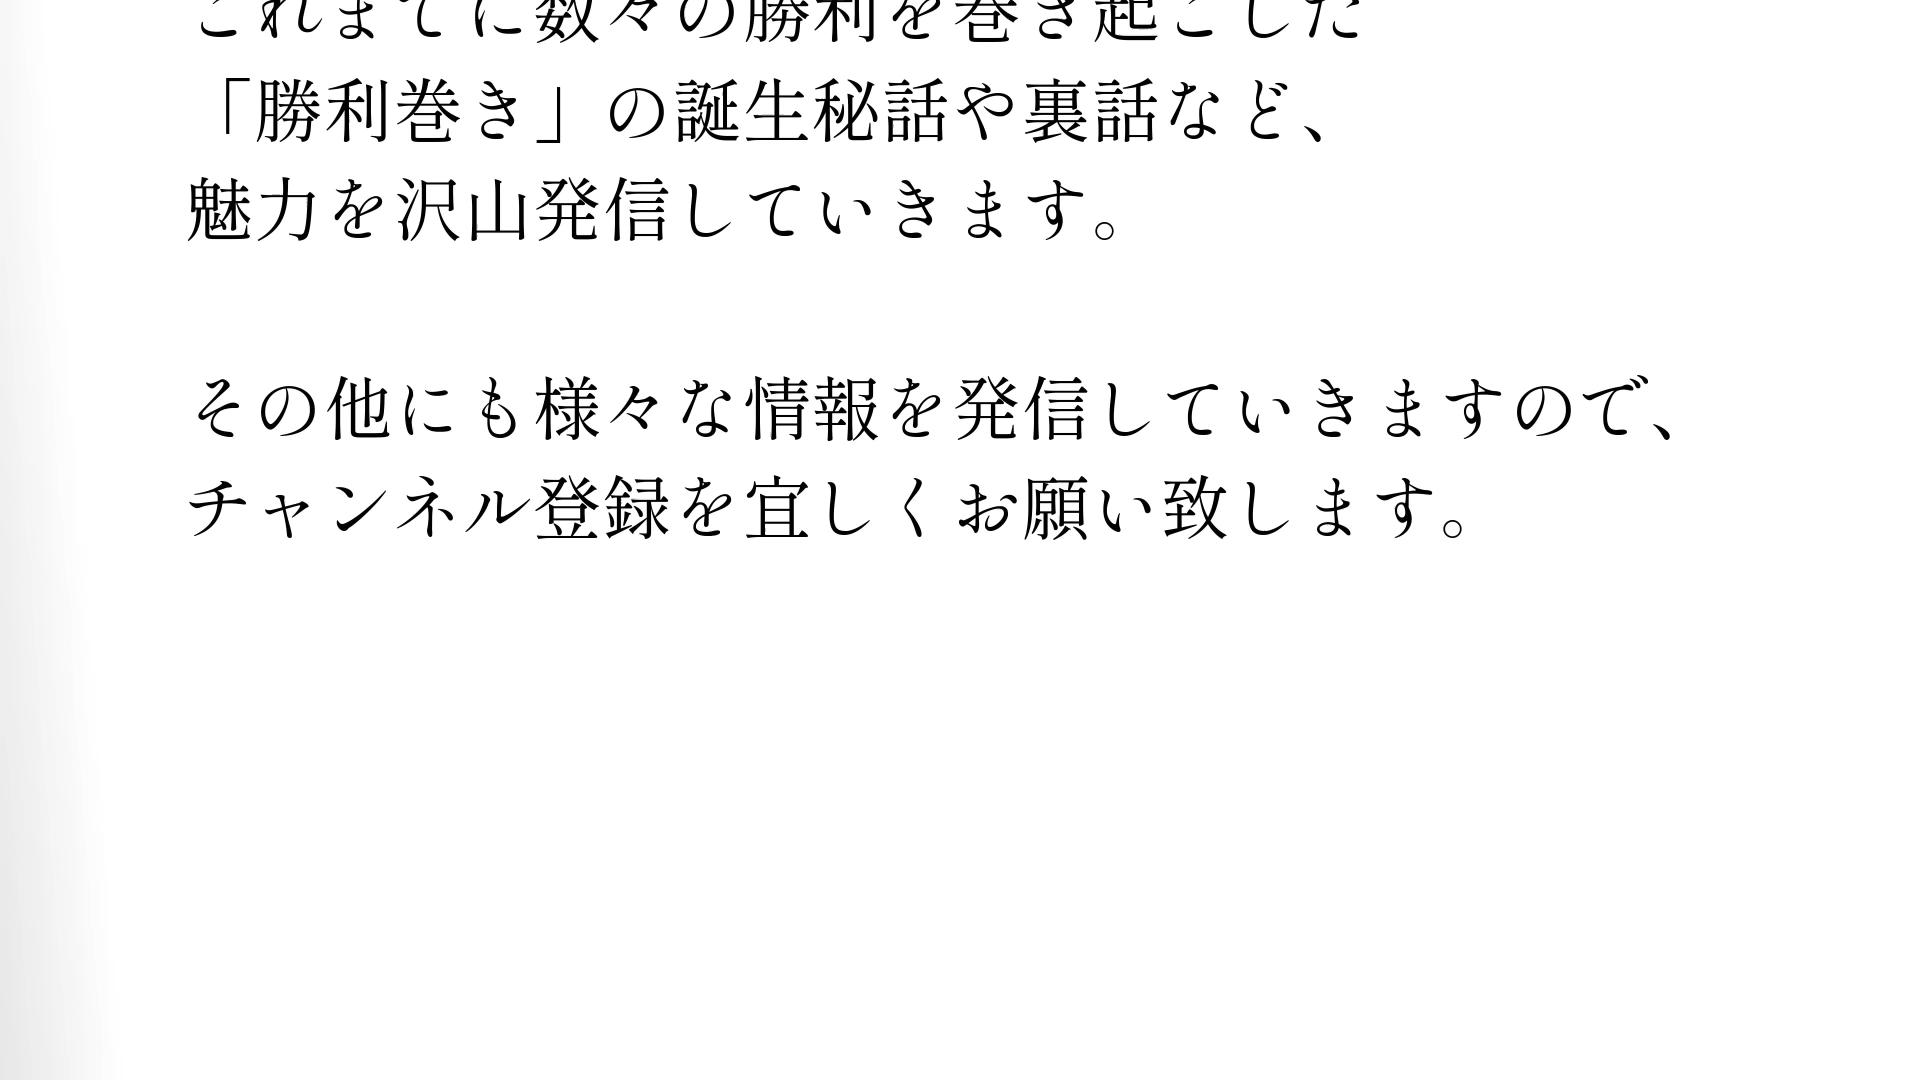 これまでに数々の勝利を巻き起こした
「勝利巻き」の誕生秘話や裏話など、
魅力を沢山発信していきます。
その他にも様々な情報を発信していきますので、
チャンネル登録を宜しくお願い致します。